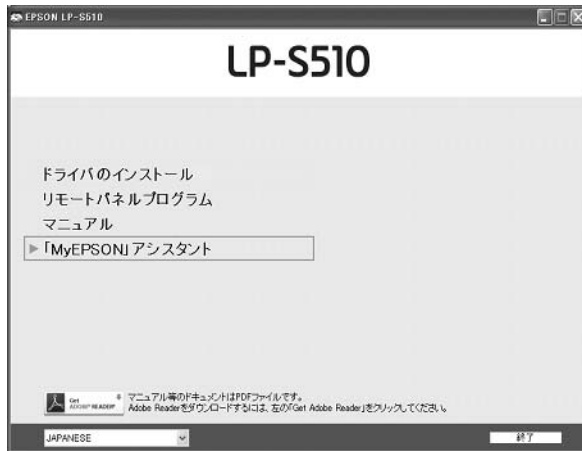 EPSON LP-S510
LP-S510
ドライバのインストール
リモートパネルプログラム
マニュアル
「MyEPSON」アシスタント
Get
ADOBE® READER®
マニュアル等のドキュメントはPDFファイルです。
Adobe Readerをダウンロードするには、左の「Get Adobe Reader」をクリックしてください。
JAPANESE
終了